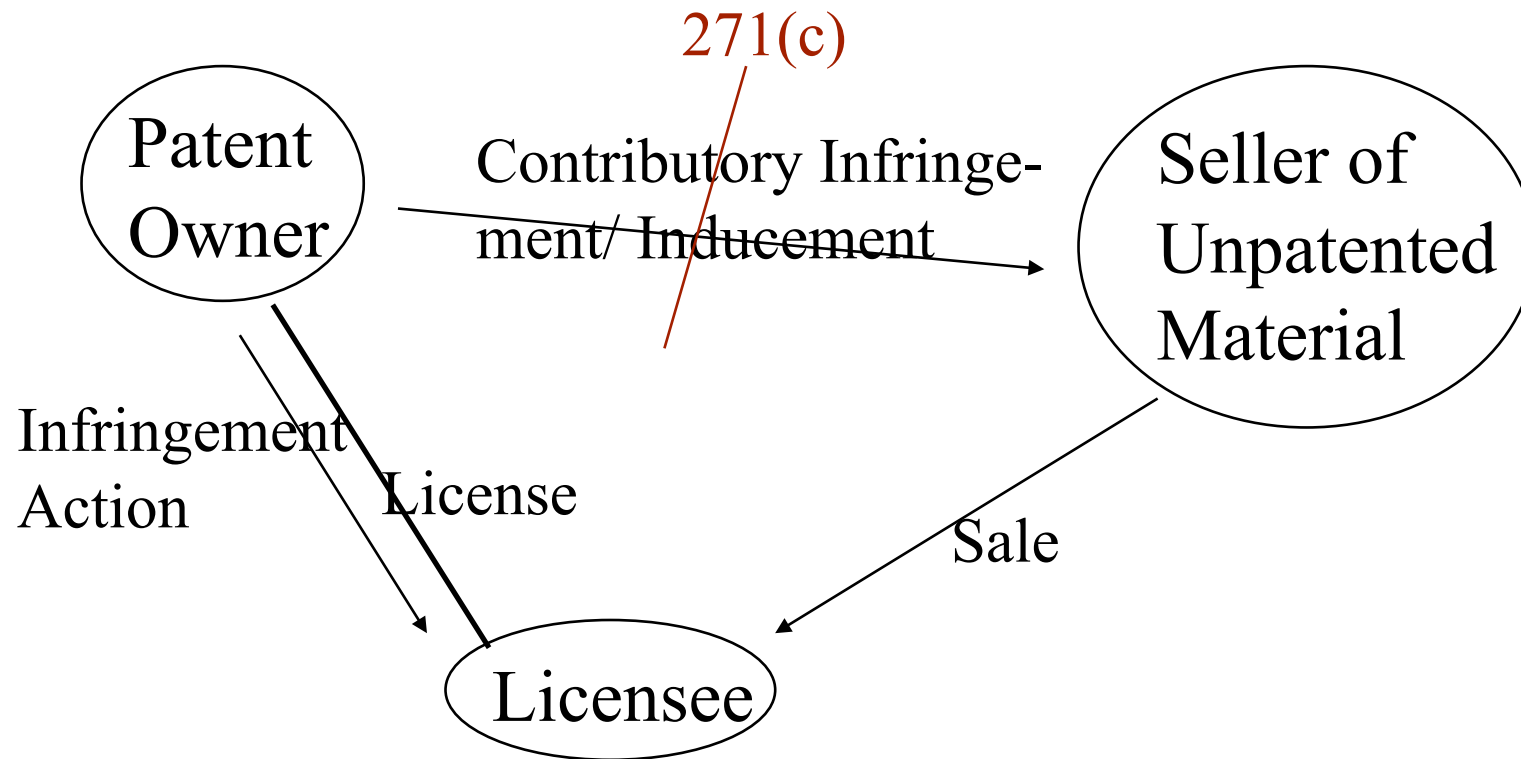 271(c)
Patent
Owner
Contributory Infringe-
ment/ Inducement
Seller of
Unpatented
Material
Infringement
Action
License
Sale
Licensee